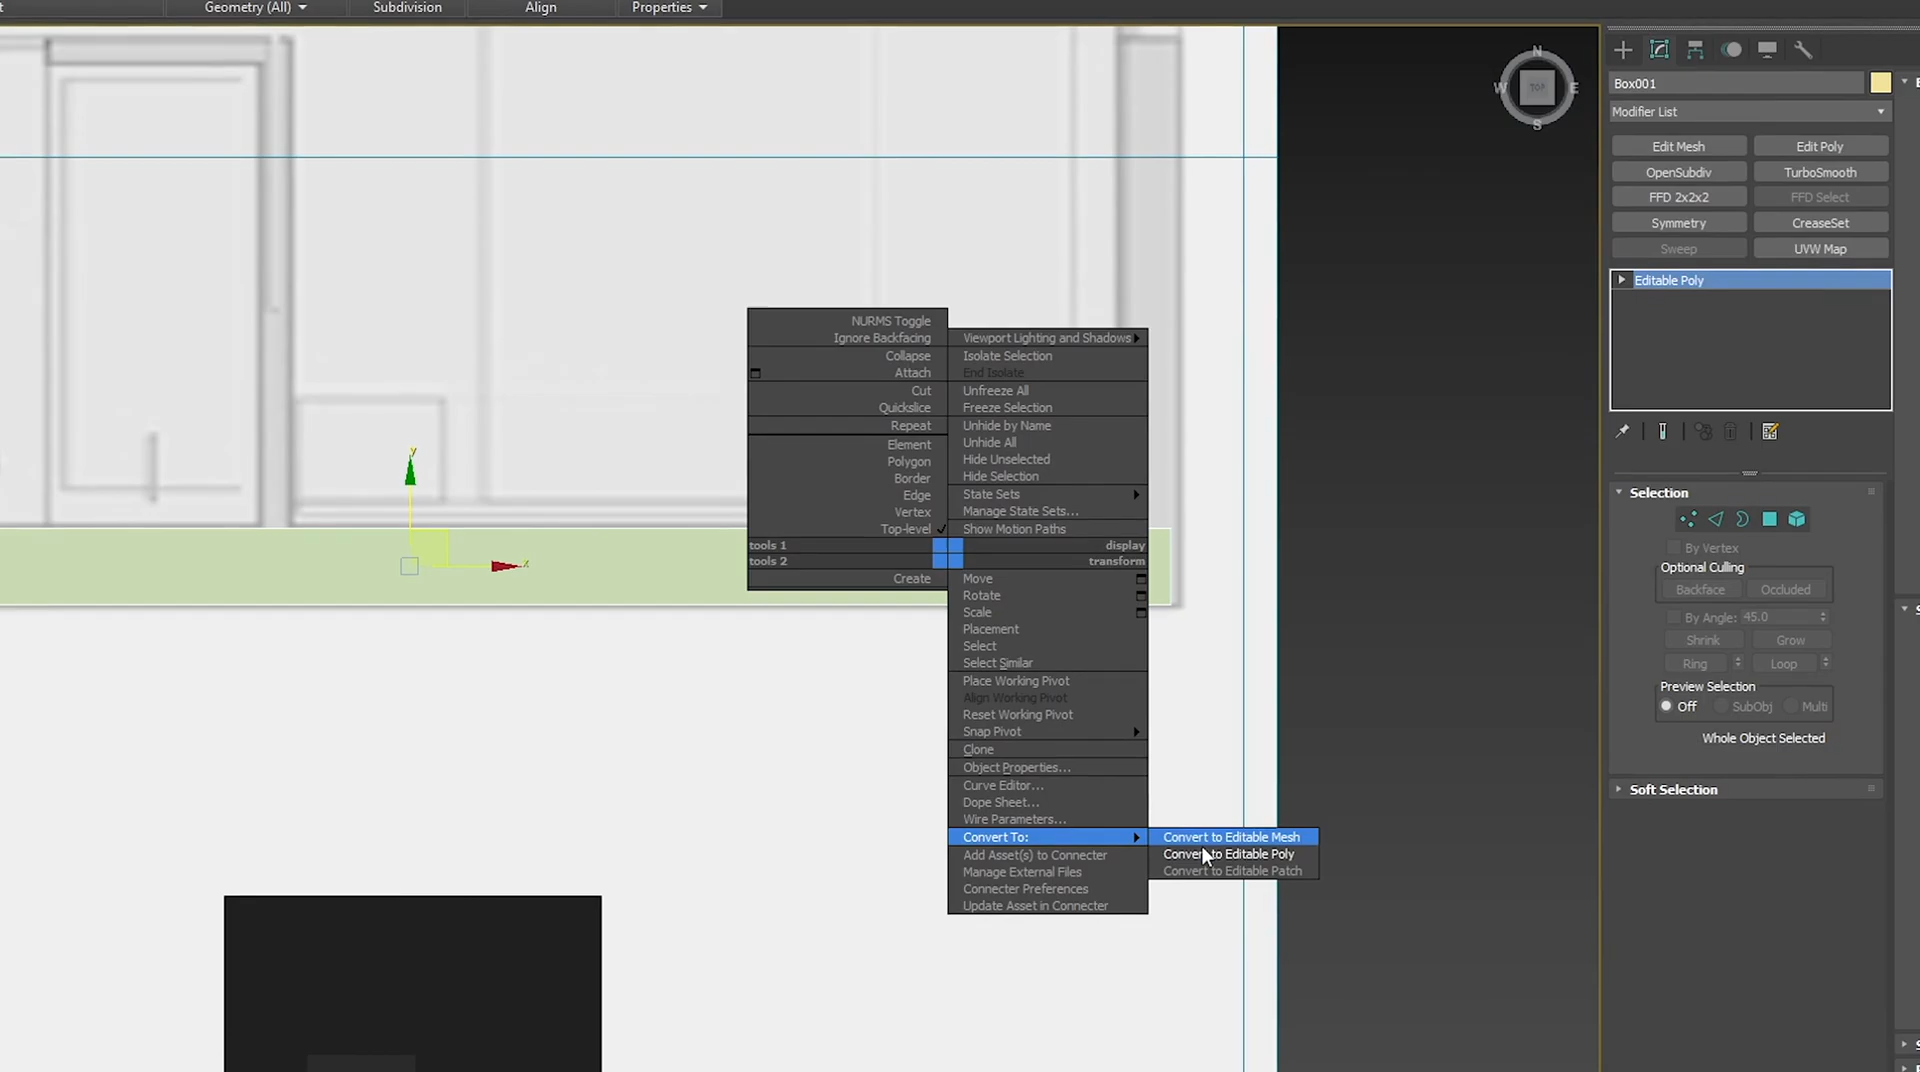 Geometry (All)
Subdivision
Align
Properties
N
W
TOP
E
S
Box001
Modifier List
Edit Mesh
Edit Poly
OpenSubdiv
TurboSmooth
FFD 2x2x2
FFD Select
Symmetry
CreaseSet
Sweep
UVW Map
Editable Poly
Selection
By Vertex
Optional Culling
Backface
Occluded
By Angle: 45.0
Shrink
Grow
Ring
Loop
Preview Selection
Off
SubObj
Multi
Whole Object Selected
Soft Selection
NURMS Toggle
Ignore Backfacing
Collapse
Attach
Cut
Quickslice
Repeat
Element
Polygon
Border
Edge
Vertex
Top-level
tools 1
tools 2
Create
Viewport Lighting and Shadows
Isolate Selection
End Isolate
Unfreeze All
Freeze Selection
Unhide by Name
Unhide All
Hide Unselected
Hide Selection
State Sets
Manage State Sets...
Show Motion Paths
display
transform
Move
Rotate
Scale
Placement
Select
Select Similar
Place Working Pivot
Align Working Pivot
Reset Working Pivot
Snap Pivot
Clone
Object Properties...
Curve Editor...
Dope Sheet...
Wire Parameters...
Convert To:
Add Asset(s) to Connecter
Manage External Files
Connecter Preferences
Update Asset in Connecter
Convert to Editable Mesh
Convert to Editable Poly
Convert to Editable Patch
y
x